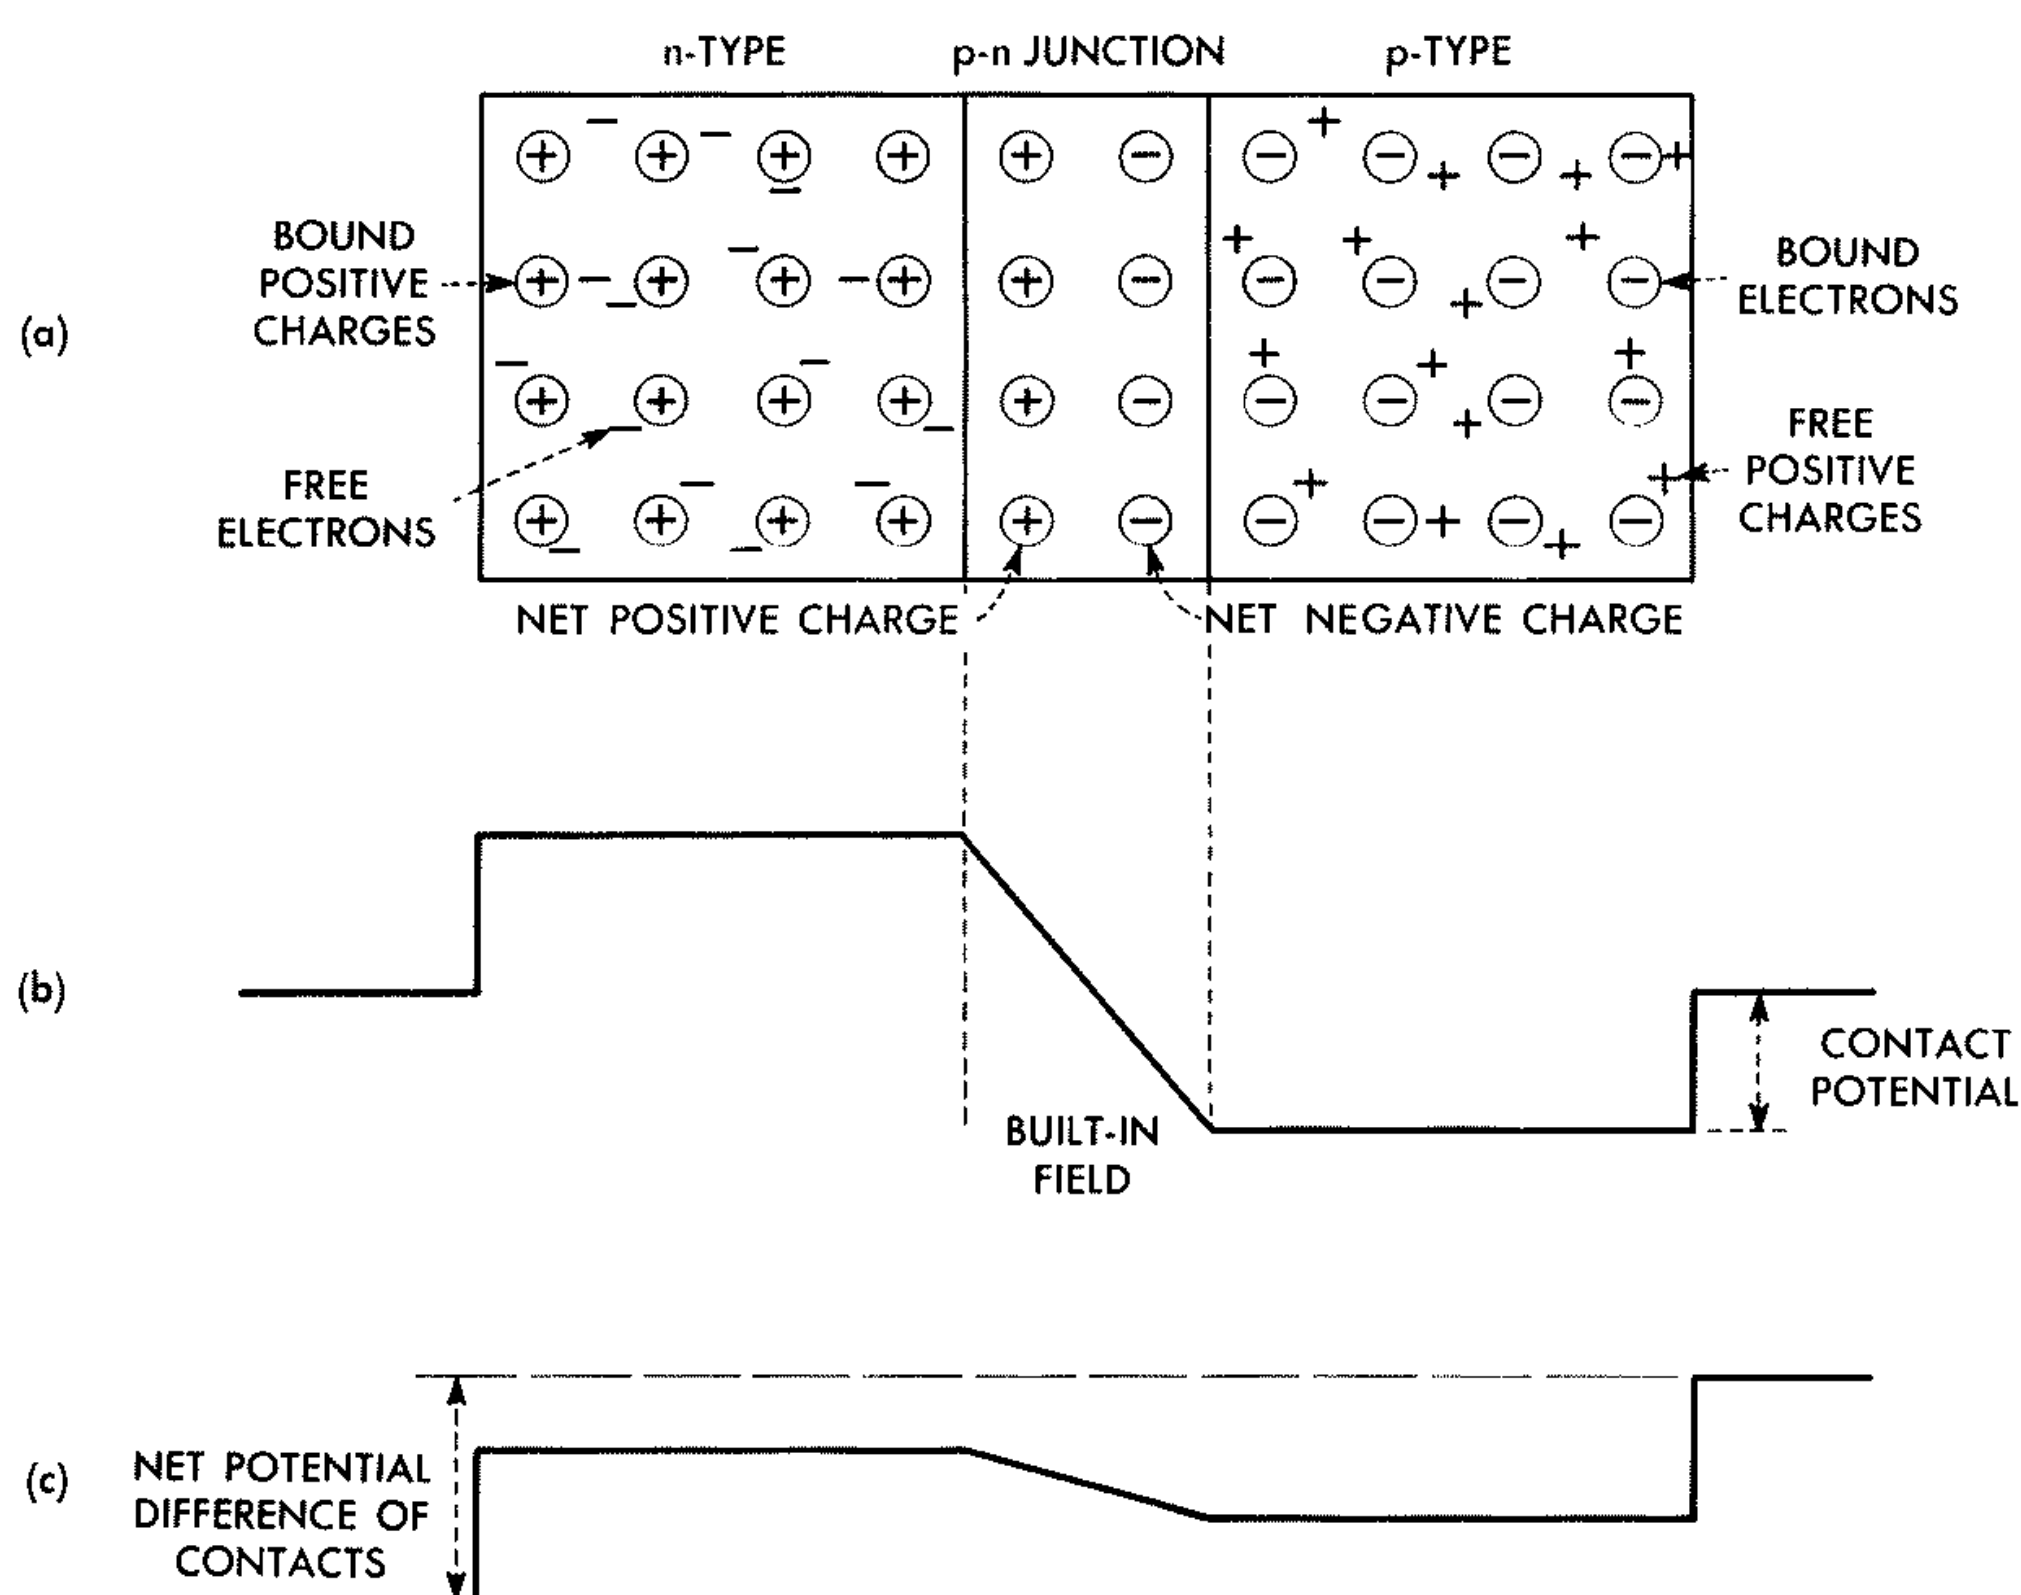 n-TYPE
p-n JUNCTION
p-TYPE
(a)
BOUND
POSITIVE
CHARGES
FREE
ELECTRONS
BOUND
ELECTRONS
FREE
POSITIVE
CHARGES
NET POSITIVE CHARGE
NET NEGATIVE CHARGE
(b)
BUILT-IN
FIELD
CONTACT
POTENTIAL
(c)
NET POTENTIAL
DIFFERENCE OF
CONTACTS